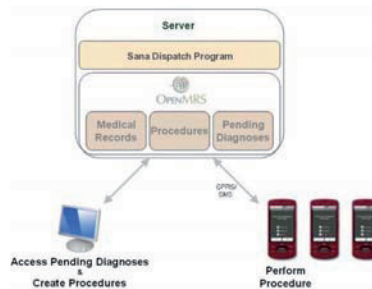 Server
Sana Dispatch Program
OPENMRS
Medical
Records
Procedures
Pending
Diagnoses
GPRS/
SMS
Access Pending Diagnoses
&
Create Procedures
Perform
Procedure